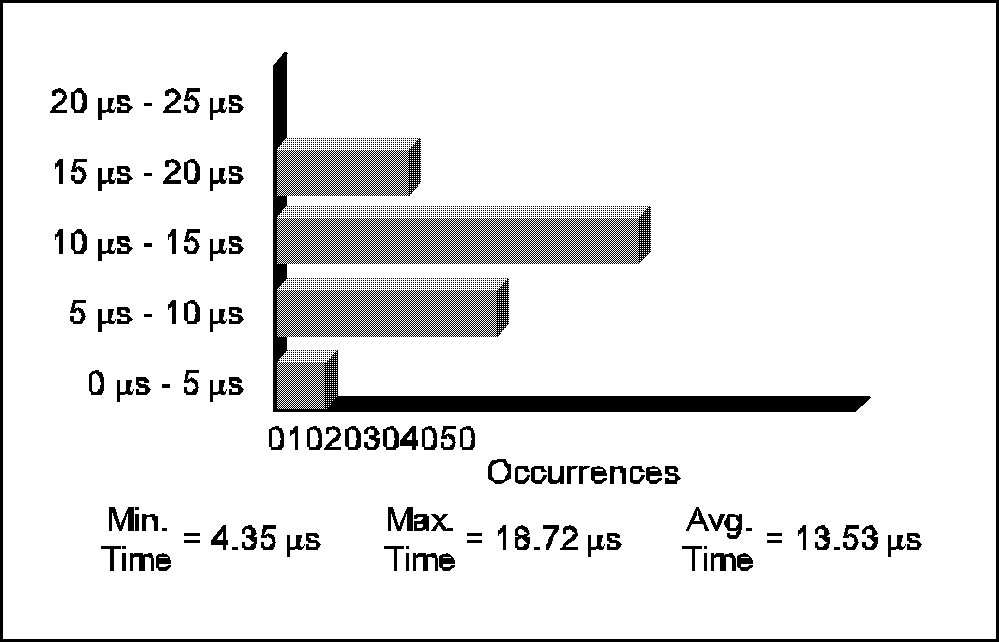 20 µs - 25 µs
15 µs - 20 µs
10 µs - 15 µs
5 µs - 10 µs
0 µs - 5 µs
01020304050
Occurrences
Min. Time = 4.35 µs
Max. Time = 18.72 µs
Avg. Time = 13.53 µs